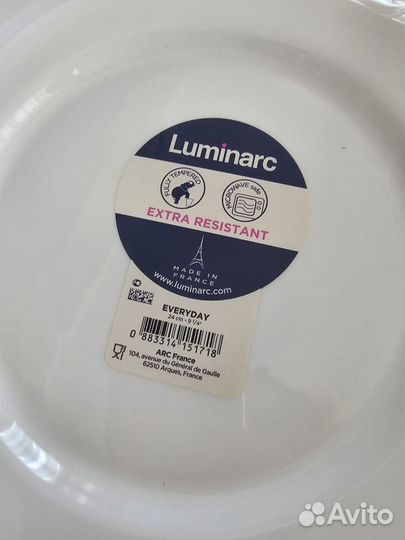 Luminarc
FULLY TEMPERED
MICROWAVE safe
EXTRA RESISTANT
MADE IN
FRANCE
www.luminarc.com
EVERYDAY
24 cm - 9 1/4"
0 883314 151718
ARC France
104, avenue du Général de Gaulle
62510 Arques, France
Avito